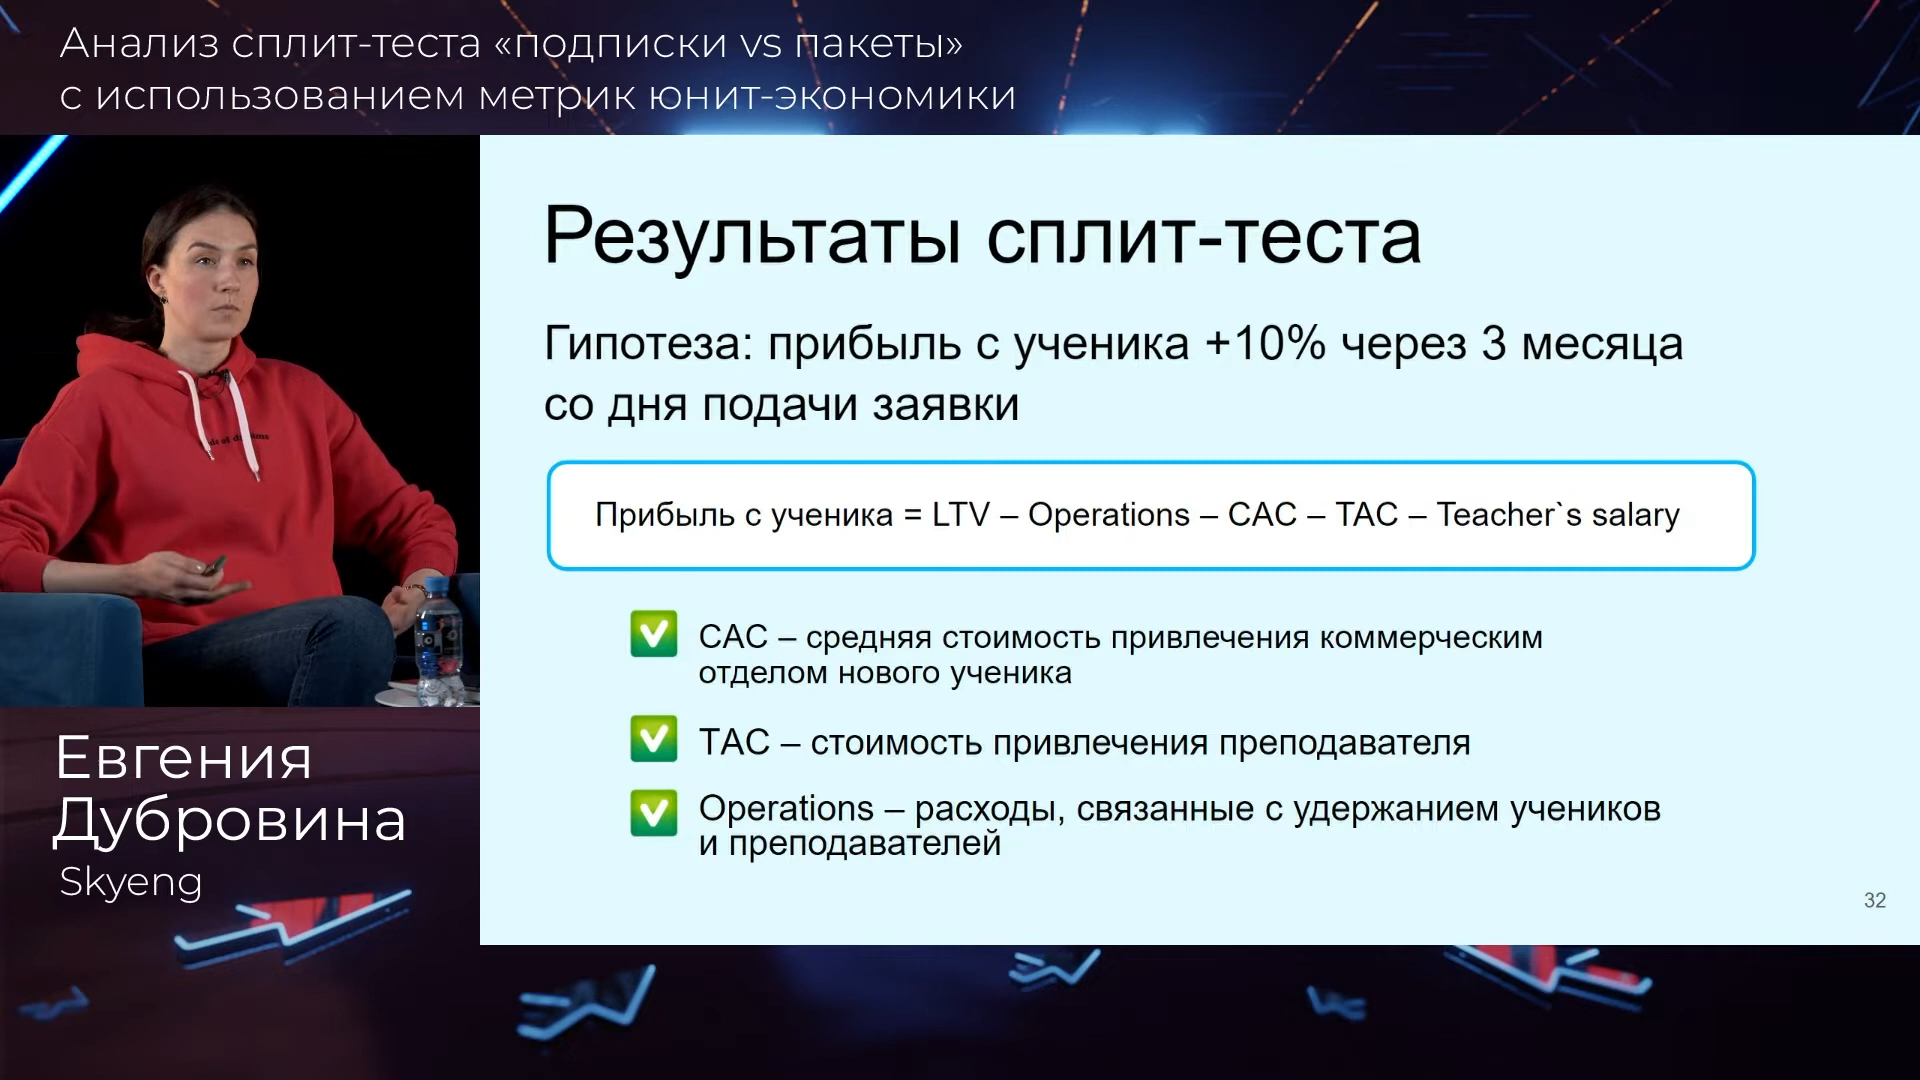 Анализ сплит-теста «подписки vs пакеты»
с использованием метрик юнит-экономики
Результаты сплит-теста
Гипотеза: прибыль с ученика +10% через 3 месяца
со дня подачи заявки
Прибыль с ученика = LTV – Operations – CAC – TAC – Teacher`s salary
CAC – средняя стоимость привлечения коммерческим
отделом нового ученика
TAC – стоимость привлечения преподавателя
Operations – расходы, связанные с удержанием учеников
и преподавателей
32
Евгения
Дубровина
Skyeng